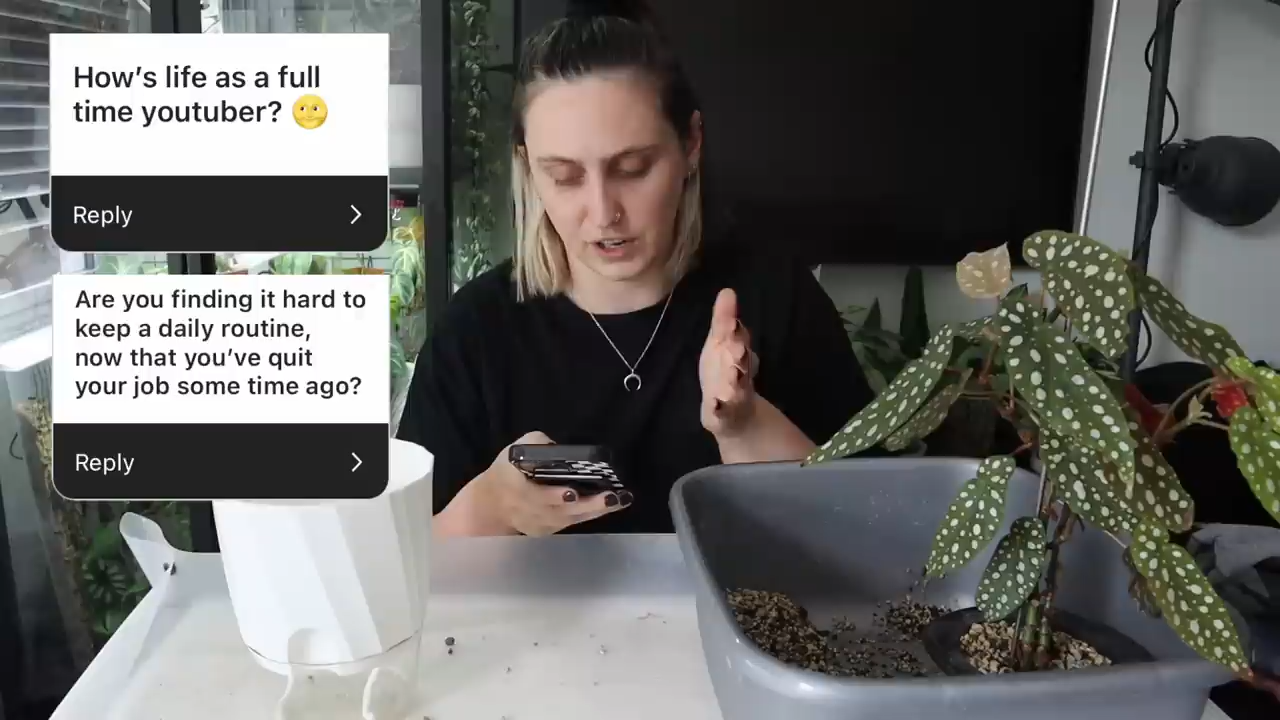 How's life as a full
time youtuber? 🌝
Reply
Are you finding it hard to
keep a daily routine,
now that you've quit
your job some time ago?
Reply